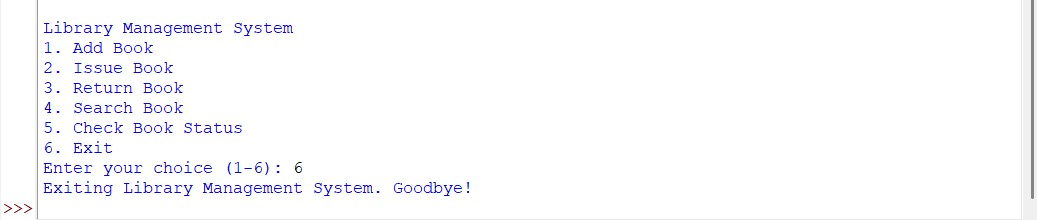 Library Management System
1. Add Book
2. Issue Book
3. Return Book
4. Search Book
5. Check Book Status
6. Exit
Enter your choice (1-6): 6
Exiting Library Management System. Goodbye!
>>>